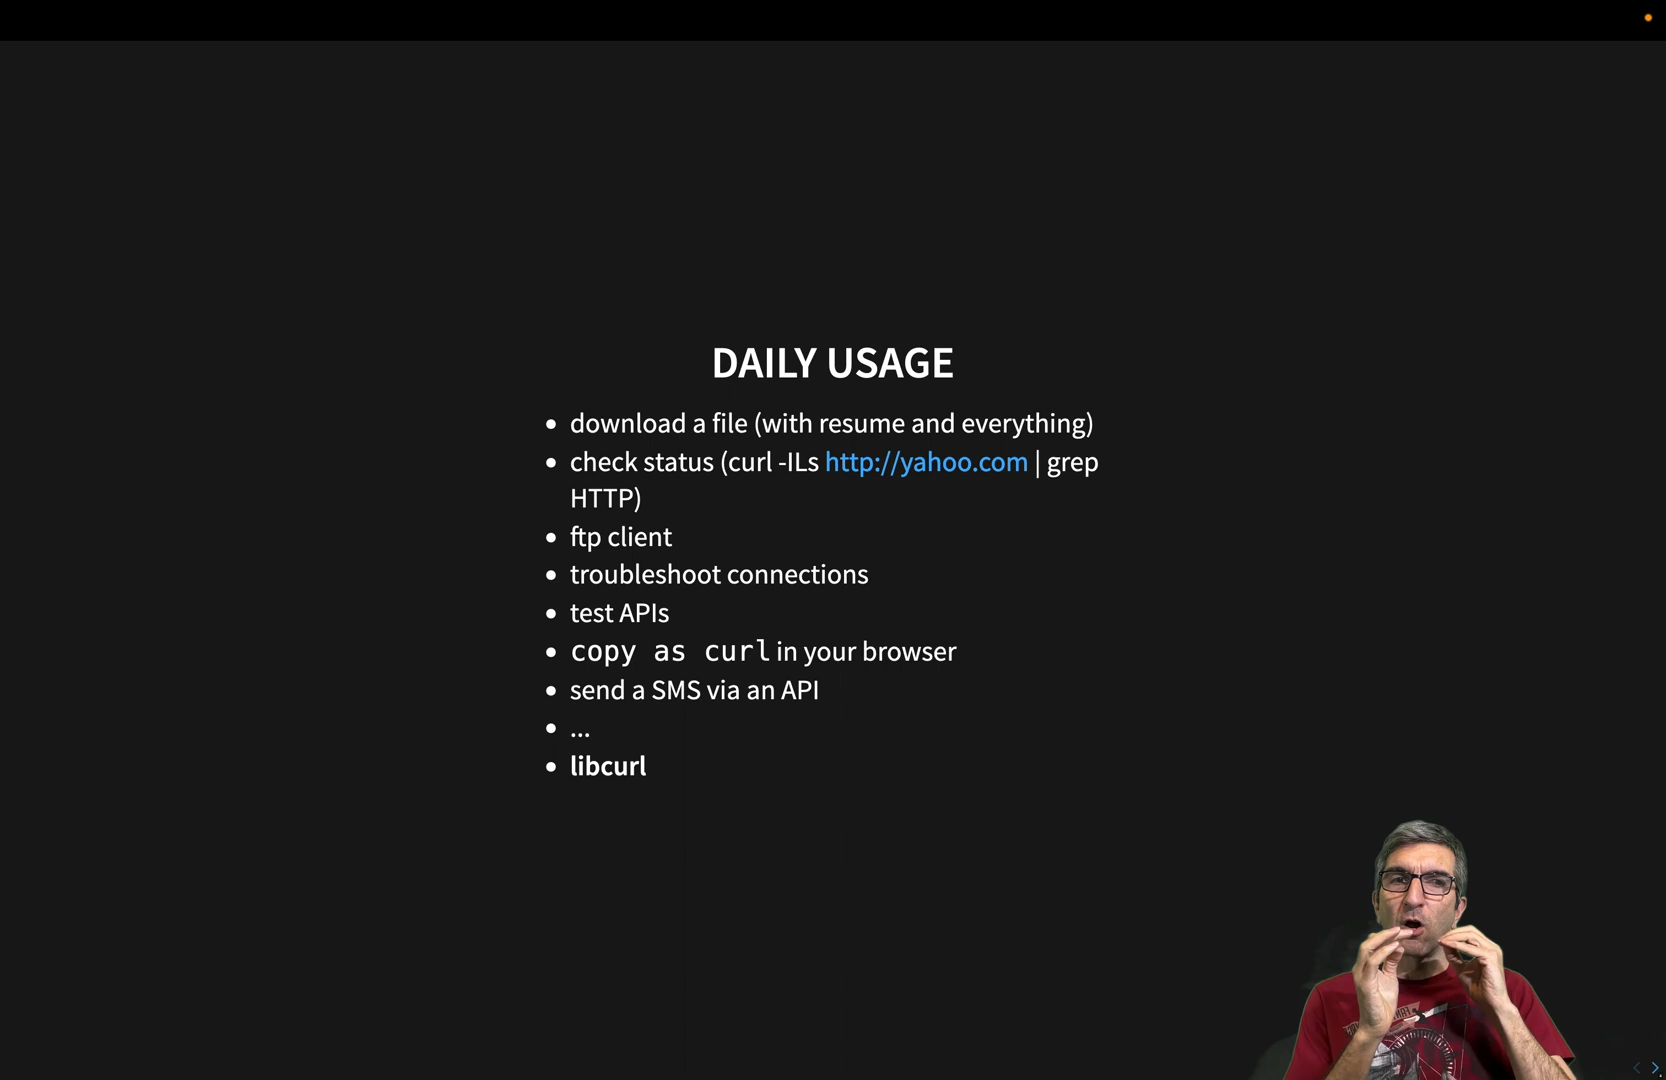 DAILY USAGE
• download a file (with resume and everything)
• check status (curl -ILs http://yahoo.com | grep
HTTP)
• ftp client
• troubleshoot connections
• test APIs
• copy as curl in your browser
• send a SMS via an API
• ...
• libcurl